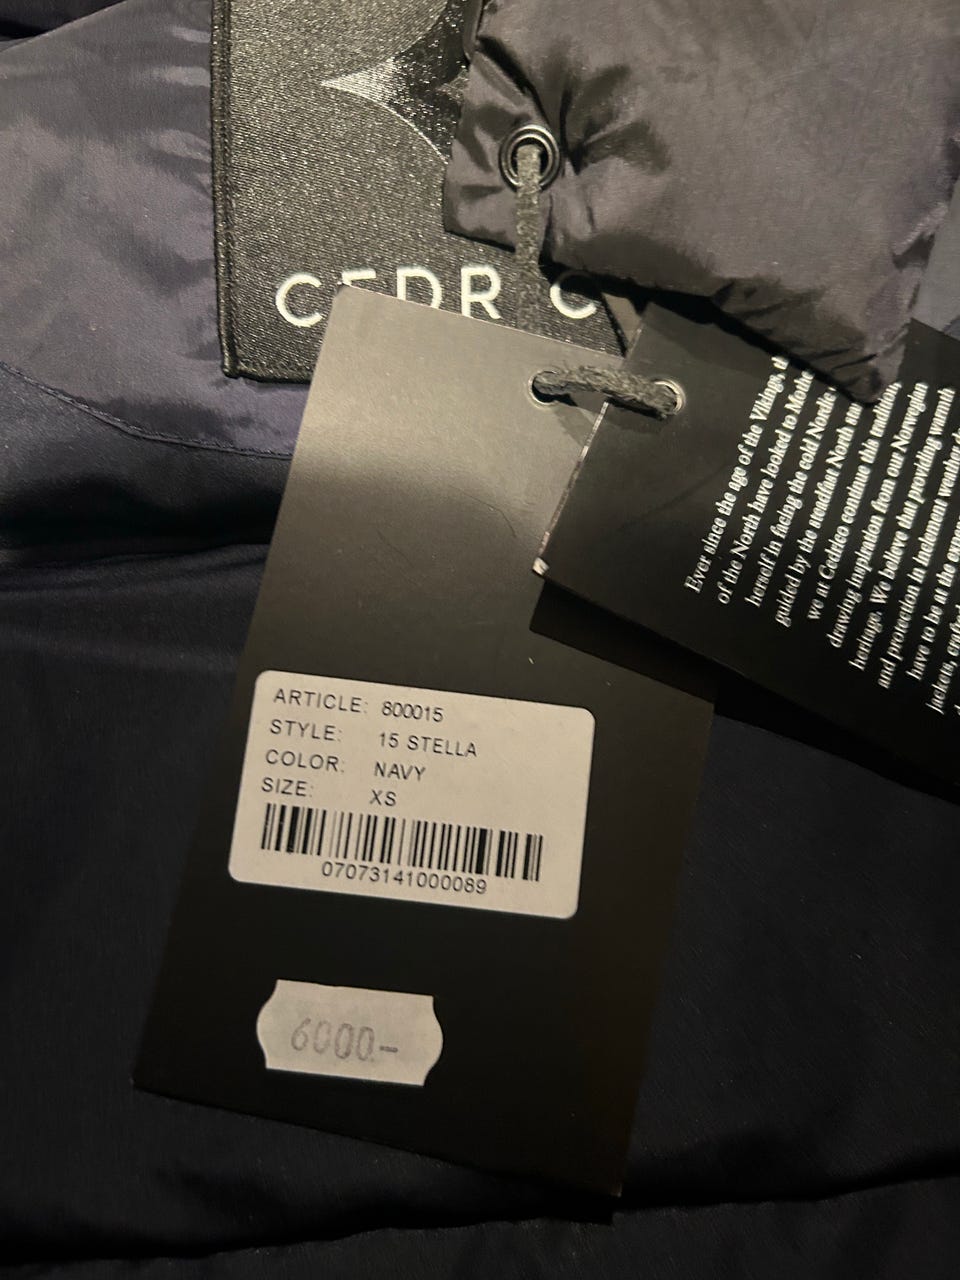 CEDR C
ARTICLE: 800015
STYLE: 15 STELLA
COLOR: NAVY
SIZE: XS
07073141000089
6000.-
Ever since the age of the Vikings,
of the North have looked to Mothe
herself in facing the cold Nordic
guided by the steadfast North
we at Cedrico continue this tradition,
drawing inspiration from our Norwegian
heritage. We believe that providing warmth
and protection in inclement weather
have to be at the
jackets,